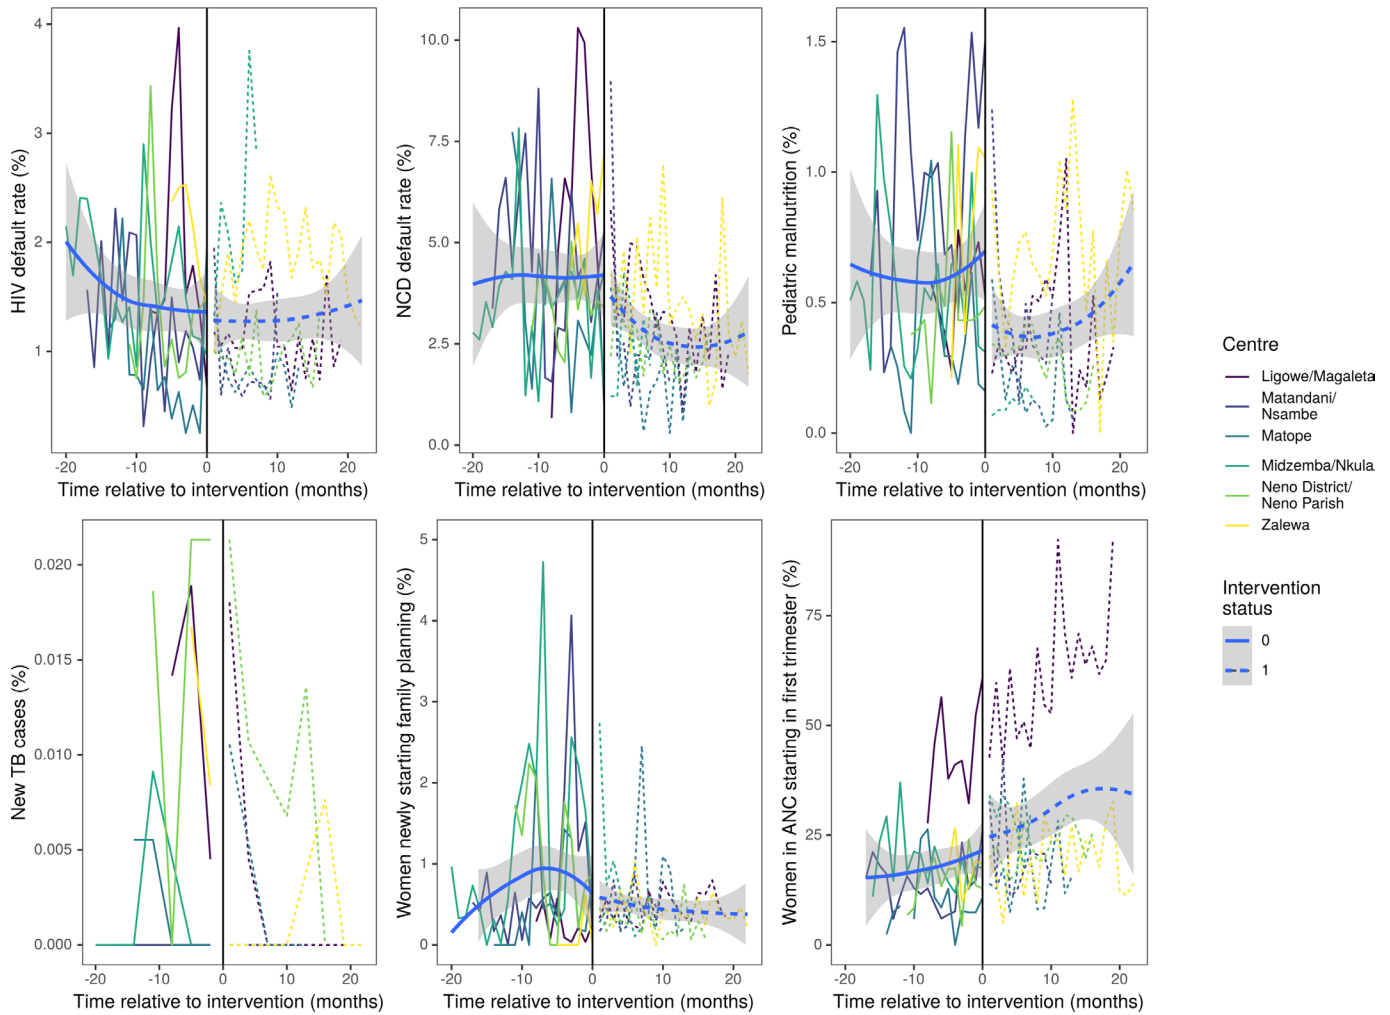 HIV default rate (%)
4
3
2
1
-20
-10
0
10
20
Time relative to intervention (months)
NCD default rate (%)
10.0
7.5
5.0
2.5
0.0
-20
-10
0
10
20
Time relative to intervention (months)
Pediatric malnutrition (%)
1.5
1.0
0.5
0.0
-20
-10
0
10
20
Time relative to intervention (months)
New TB cases (%)
0.020
0.015
0.010
0.005
0.000
-20
-10
0
10
20
Time relative to intervention (months)
Women newly starting family planning (%)
5
4
3
2
1
0
-20
-10
0
10
20
Time relative to intervention (months)
Women in ANC starting in first trimester (%)
75
50
25
0
-20
-10
0
10
20
Time relative to intervention (months)
Centre
Ligowe/Magaleta
Matandani/
Nsambe
Matope
Midzemba/Nkula
Neno District/
Neno Parish
Zalewa
Intervention
status
0
1